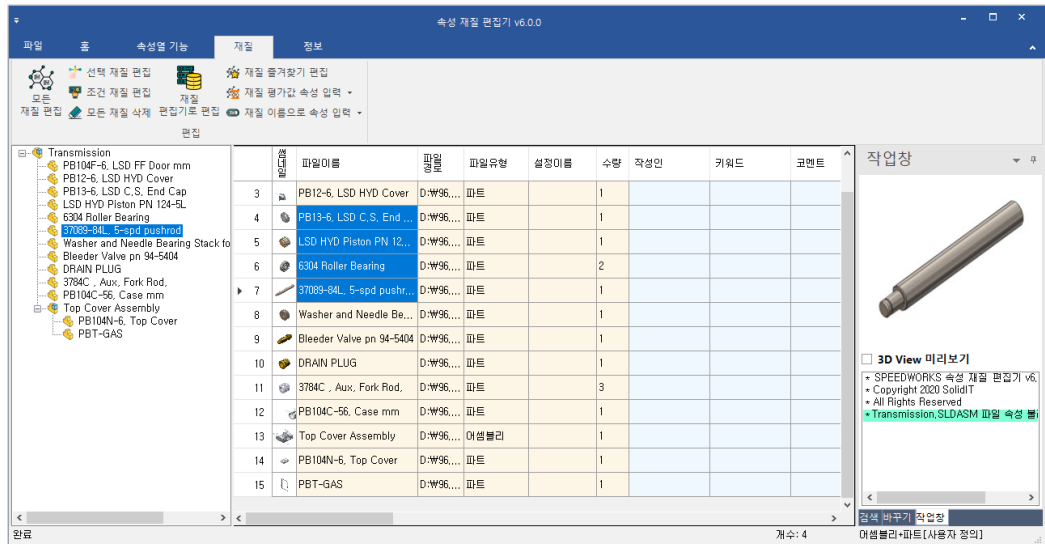 속성 재질 편집기 v6.0.0
파일 홈 속성열 기능 재질 정보
모든
재질 편집
선택 재질 편집
조건 재질 편집
모든 재질 삭제
재질
편집기로 편집
재질 즐겨찾기 편집
재질 평가값 속성 입력
재질 이름으로 속성 입력
편집
Transmission
PB104F-6, LSD FF Door mm
PB12-6, LSD HYD Cover
PB13-6, LSD C,S, End Cap
LSD HYD Piston PN 124-5L
6304 Roller Bearing
37089-84L, 5-spd pushrod
Washer and Needle Bearing Stack fo
Bleeder Valve pn 94-5404
DRAIN PLUG
3784C , Aux, Fork Rod,
PB104C-56, Case mm
Top Cover Assembly
PB104N-6, Top Cover
PBT-GAS
썸네일 파일이름 파일경로 파일유형 설정이름 수량 작성인 키워드 코멘트
3 PB12-6, LSD HYD Cover D:₩96,... 파트 1
4 PB13-6, LSD C,S, End ... D:₩96,... 파트 1
5 LSD HYD Piston PN 12... D:₩96,... 파트 1
6 6304 Roller Bearing D:₩96,... 파트 2
7 37089-84L, 5-spd pushr... D:₩96,... 파트 1
8 Washer and Needle Be... D:₩96,... 파트 1
9 Bleeder Valve pn 94-5404 D:₩96,... 파트 1
10 DRAIN PLUG D:₩96,... 파트 1
11 3784C , Aux, Fork Rod, D:₩96,... 파트 3
12 PB104C-56, Case mm D:₩96,... 파트 1
13 Top Cover Assembly D:₩96,... 어셈블리 1
14 PB104N-6, Top Cover D:₩96,... 파트 1
15 PBT-GAS D:₩96,... 파트 1
작업창
3D View 미리보기
* SPEEDWORKS 속성 재질 편집기 v6,
* Copyright 2020 SolidIT
* All Rights Reserved
*Transmission,SLDASM 파일 속성 불
검색 바꾸기 작업창
완료 개수: 4 어셈블리+파트[사용자 정의]